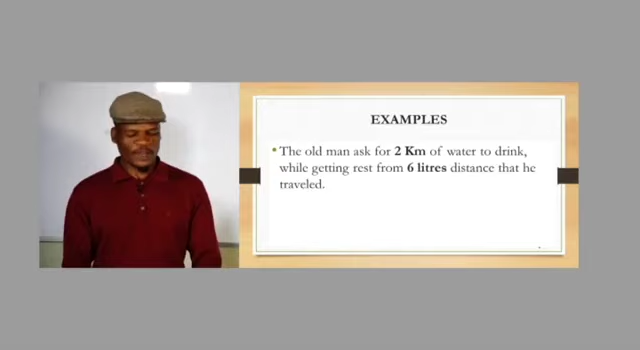 EXAMPLES
• The old man ask for 2 Km of water to drink,
while getting rest from 6 litres distance that he
traveled.